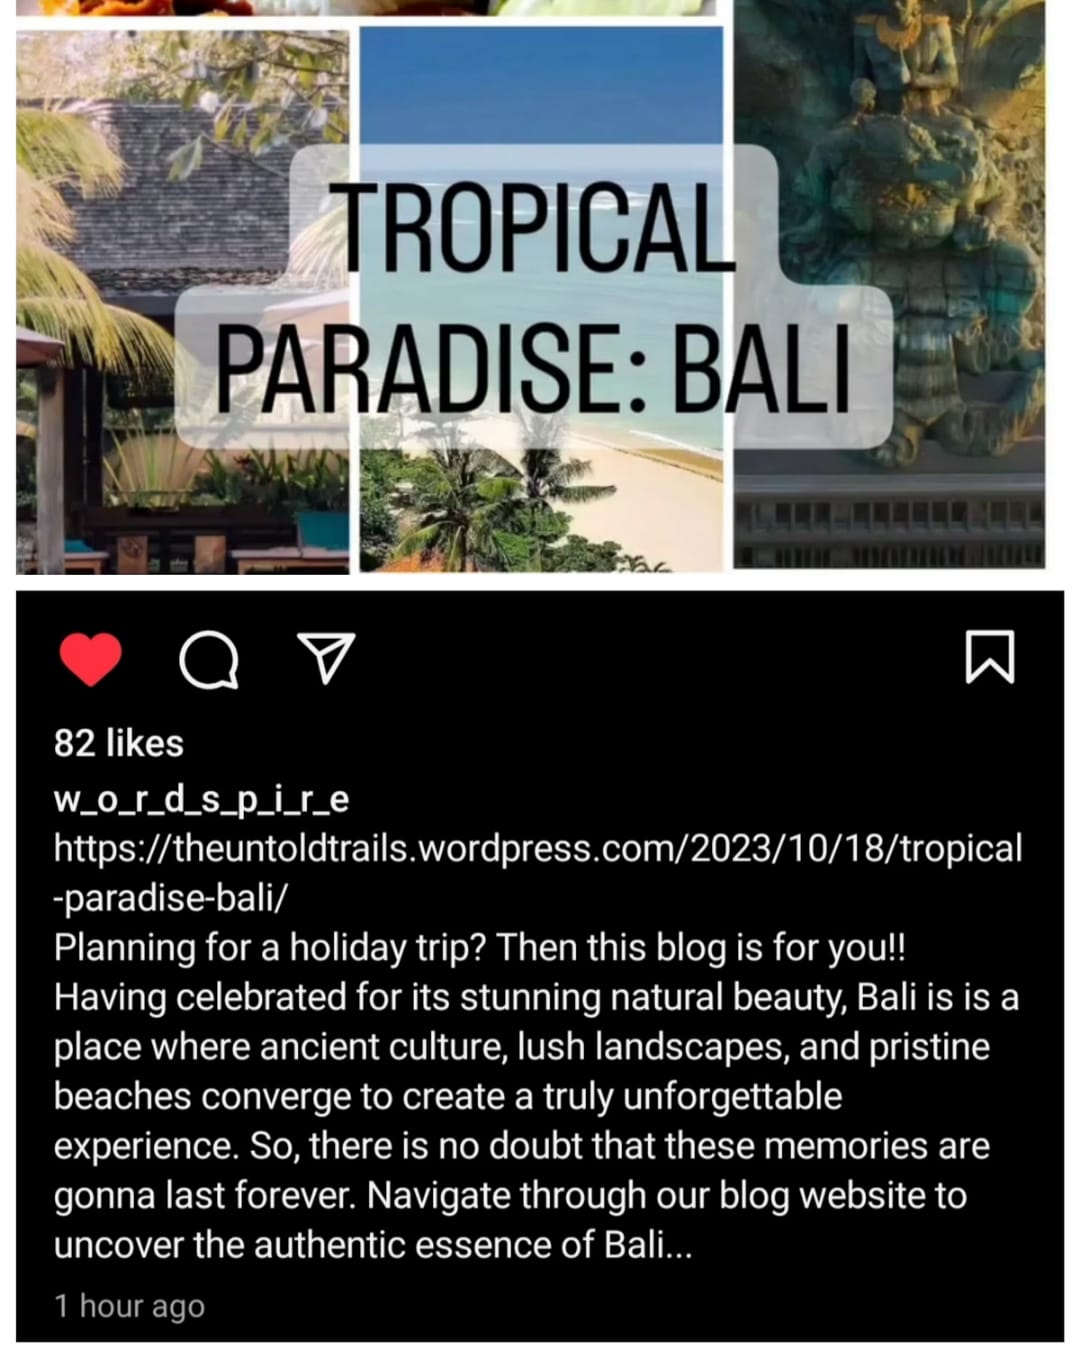 TROPICAL
PARADISE: BALI
82 likes
w_o_r_d_s_p_i_r_e
https://theuntoldtrails.wordpress.com/2023/10/18/tropical
-paradise-bali/
Planning for a holiday trip? Then this blog is for you!!
Having celebrated for its stunning natural beauty, Bali is is a
place where ancient culture, lush landscapes, and pristine
beaches converge to create a truly unforgettable
experience. So, there is no doubt that these memories are
gonna last forever. Navigate through our blog website to
uncover the authentic essence of Bali...
1 hour ago